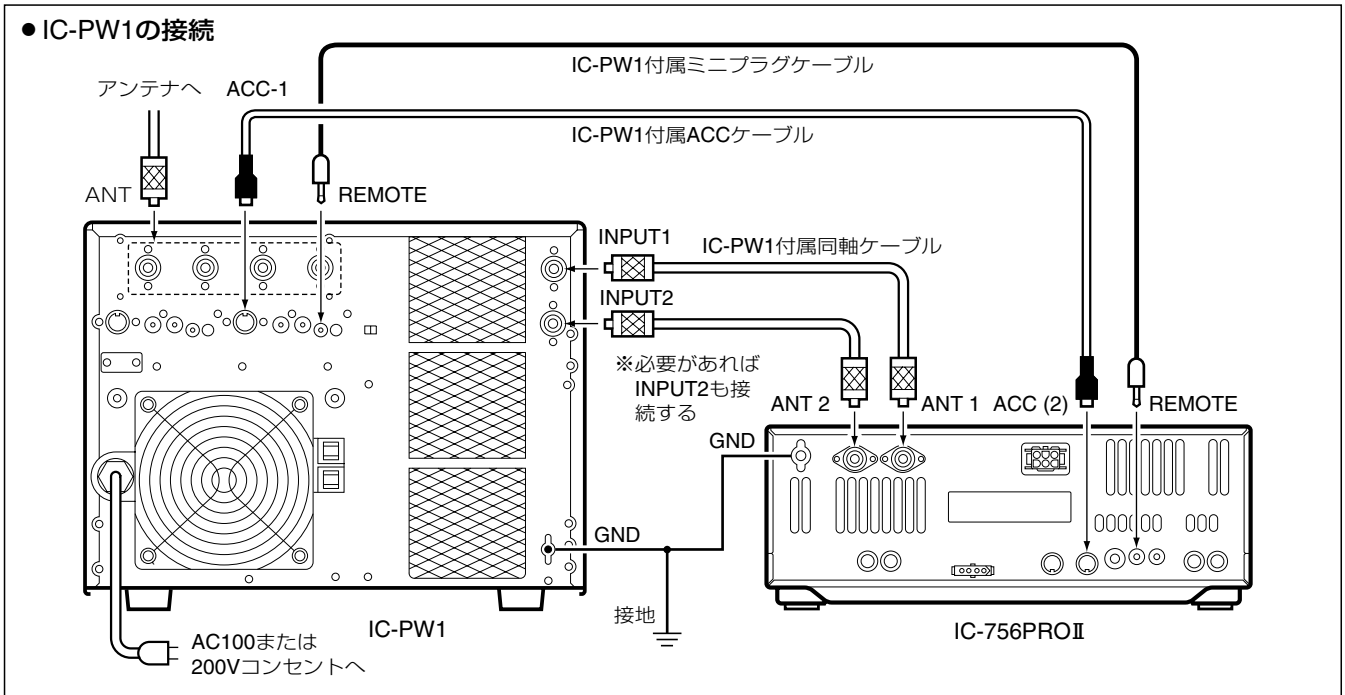 ●IC-PW1の接続
IC-PW1付属ミニプラグケーブル
アンテナへ
ACC-1
IC-PW1付属ACCケーブル
ANT
REMOTE
INPUT1
IC-PW1付属同軸ケーブル
INPUT2
※必要があれば
INPUT2も接
続する
ANT 2
ANT 1
ACC (2)
REMOTE
GND
GND
接地
IC-PW1
IC-756PROⅡ
AC100または
200Vコンセントへ